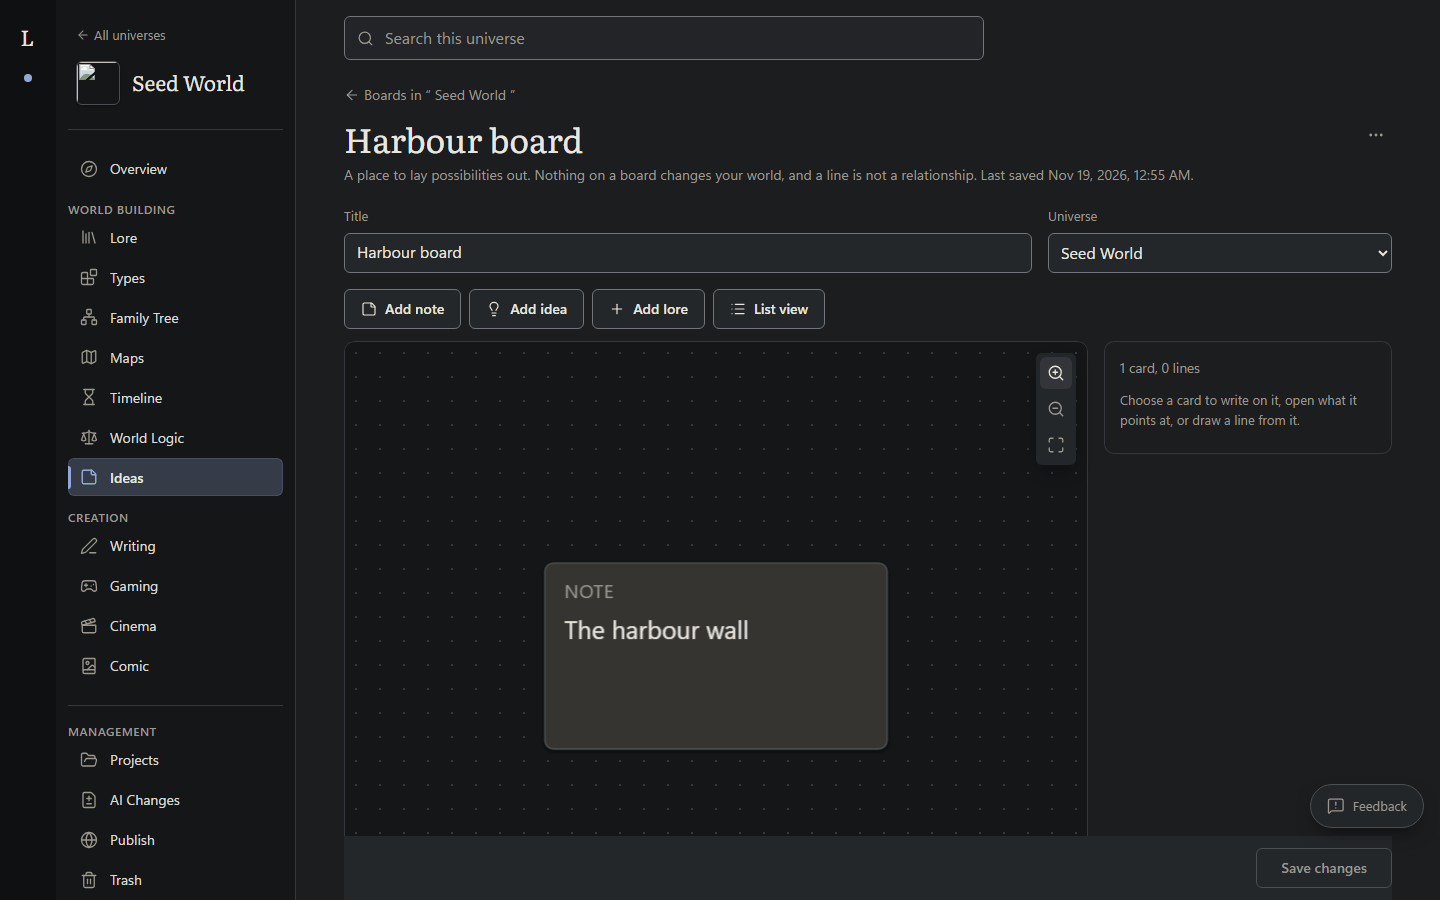 L
All universes
Seed World
Overview
WORLD BUILDING
Lore
Types
Family Tree
Maps
Timeline
World Logic
Ideas
CREATION
Writing
Gaming
Cinema
Comic
MANAGEMENT
Projects
AI Changes
Publish
Trash
Search this universe
Boards in “ Seed World ”
Harbour board
A place to lay possibilities out. Nothing on a board changes your world, and a line is not a relationship. Last saved Nov 19, 2026, 12:55 AM.
Title
Universe
Harbour board
Seed World
Add note
Add idea
Add lore
List view
1 card, 0 lines
Choose a card to write on it, open what it
points at, or draw a line from it.
NOTE
The harbour wall
Feedback
Save changes